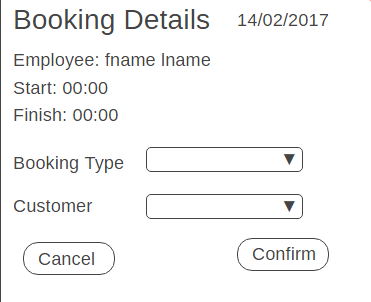 Booking Details 14/02/2017
Employee: fname lname
Start: 00:00
Finish: 00:00
Booking Type
Customer
Cancel Confirm